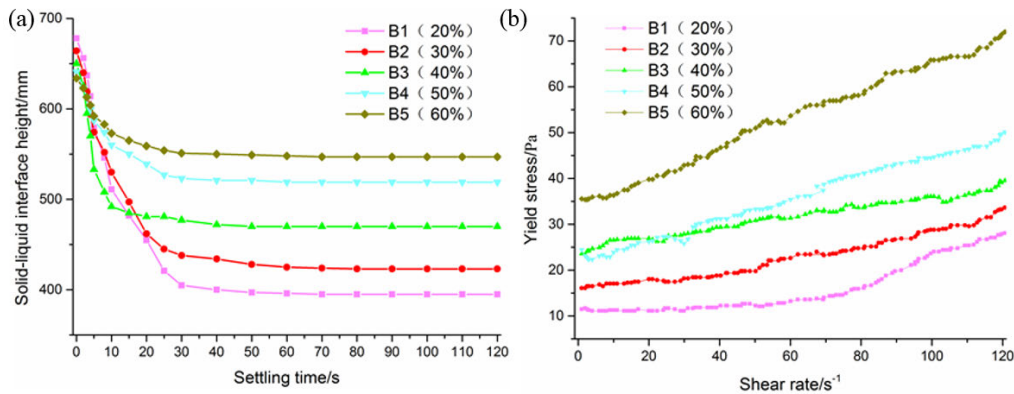 (a)
700
600
500
400
Solid-liquid interface height/mm
B1（ 20%）
B2（ 30%）
B3（ 40%）
B4（ 50%）
B5（ 60%）
0 10 20 30 40 50 60 70 80 90 100 110 120
Settling time/s
(b)
70
60
50
40
30
20
10
Yield stress/Pa
B1（ 20%）
B2（ 30%）
B3（ 40%）
B4（ 50%）
B5（ 60%）
0 20 40 60 80 100 120
Shear rate/s⁻¹